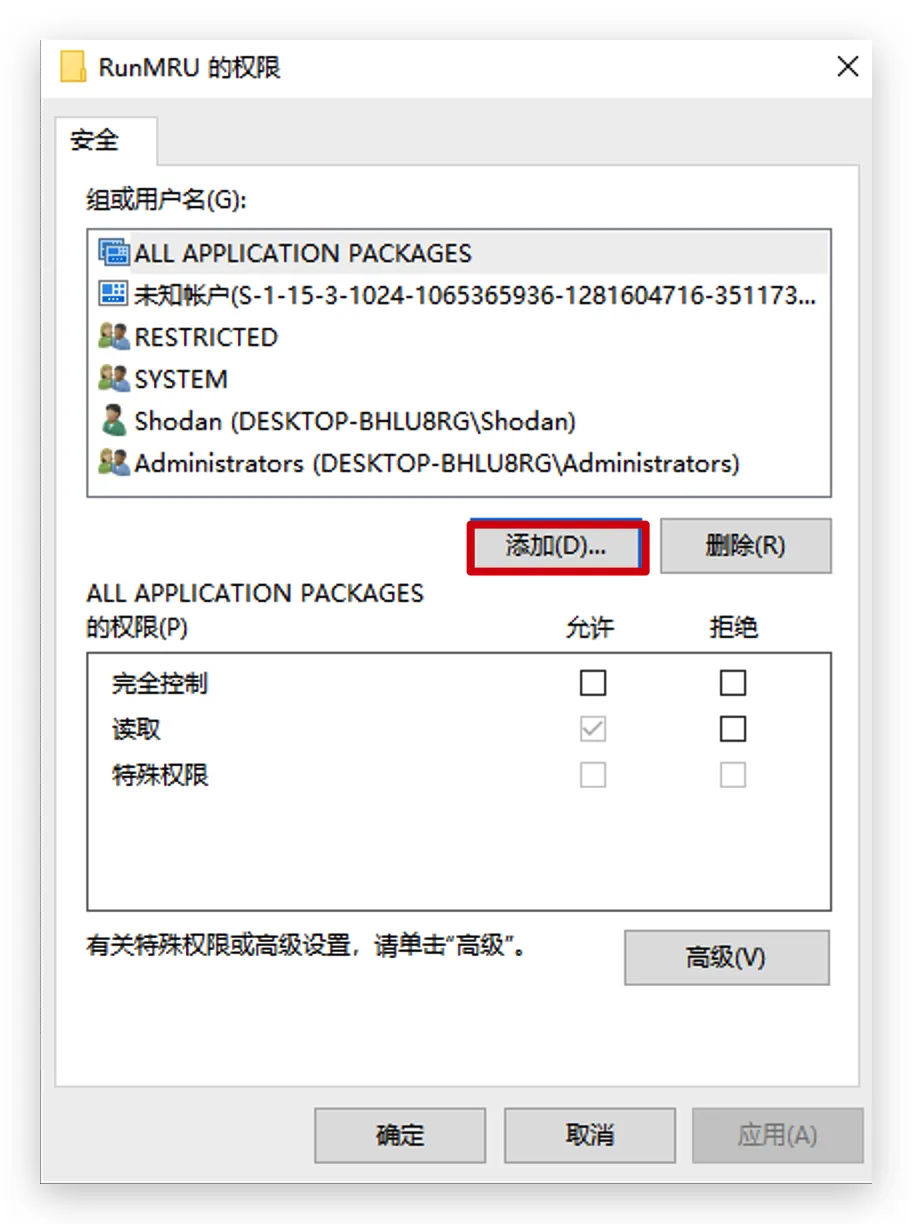 RunMRU 的权限
安全
组或用户名(G):
ALL APPLICATION PACKAGES
未知帐户(S-1-15-3-1024-1065365936-1281604716-351173...
RESTRICTED
SYSTEM
Shodan (DESKTOP-BHLU8RG\Shodan)
Administrators (DESKTOP-BHLU8RG\Administrators)
添加(D)... 删除(R)
ALL APPLICATION PACKAGES
的权限(P) 允许 拒绝
完全控制
读取
特殊权限
有关特殊权限或高级设置，请单击“高级”。 高级(V)
确定 取消 应用(A)